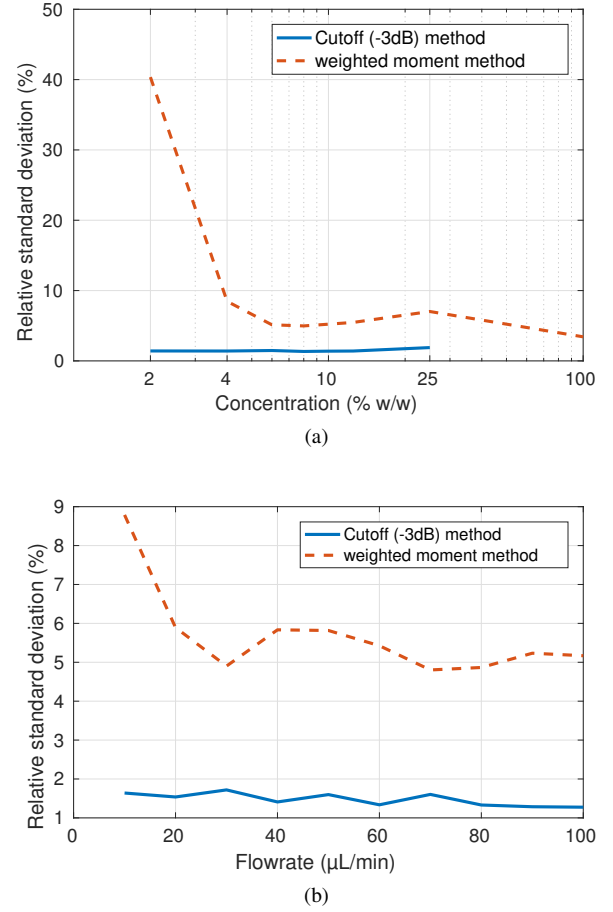 50
40
30
20
10
0
Relative standard deviation (%)
Cutoff (-3dB) method
weighted moment method
2 4 10 25 100
Concentration (% w/w)
(a)
9
8
7
6
5
4
3
2
1
Relative standard deviation (%)
Cutoff (-3dB) method
weighted moment method
0 20 40 60 80 100
Flowrate (μL/min)
(b)